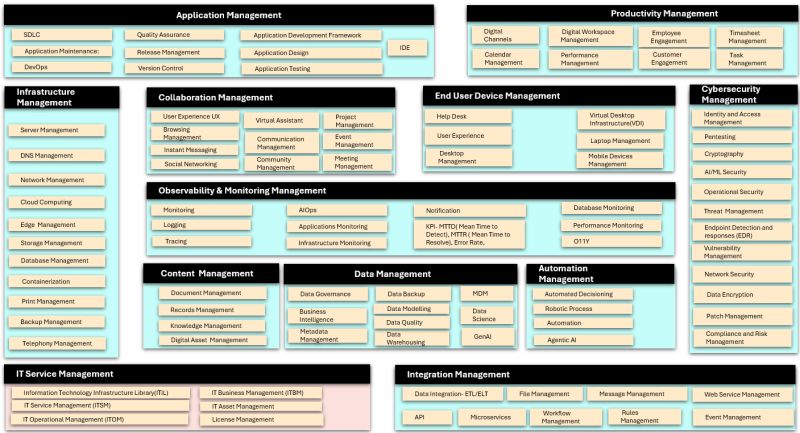 Application Management
SDLC
Quality Assurance
Application Development Framework
IDE
Application Maintenance:
Release Management
Application Design
DevOps
Version Control
Application Testing
Productivity Management
Digital
Channels
Digital Workspace
Management
Employee
Engagement
Timesheet
Management
Calendar
Management
Performance
Management
Customer
Engagement
Task
Management
Infrastructure
Management
Server Management
DNS Management
Network Management
Cloud Computing
Edge Management
Storage Management
Database Management
Containerization
Print Management
Backup Management
Telephony Management
Collaboration Management
User Experience UX
Browsing
Management
Instant Messaging
Social Networking
Virtual Assistant
Communication
Management
Community
Management
Project
Management
Event
Management
Meeting
Management
End User Device Management
Help Desk
User Experience
Desktop
Management
Virtual Desktop
Infrastructure(VDI)
Laptop Management
Mobile Devices
Management
Cybersecurity
Management
Identity and Access
Management
Pentesting
Cryptography
AI/ML Security
Operational Security
Threat Management
Endpoint Detection and
responses (EDR)
Vulnerability
Management
Network Security
Data Encryption
Patch Management
Compliance and Risk
Management
Observability & Monitoring Management
Monitoring
Logging
Tracing
AIOps
Applications Monitoring
Infrastructure Monitoring
Notification
KPI- MTTD( Mean Time to
Detect), MTTR ( Mean Time to
Resolve), Error Rate,
Database Monitoring
Performance Monitoring
O11Y
Content Management
Document Management
Records Management
Knowledge Management
Digital Asset Management
Data Management
Data Governance
Business
Intelligence
Metadata
Management
Data Backup
Data Modelling
Data Quality
Data
Warehousing
MDM
Data
Science
GenAI
Automation
Management
Automated Decisioning
Robotic Process
Automation
Agentic AI
IT Service Management
Information Technology Infrastructure Library(ITIL)
IT Service Management (ITSM)
IT Operational Management (ITOM)
IT Business Management (ITBM)
IT Asset Management
License Management
Integration Management
Data Integration- ETL/ELT
File Management
Message Management
Web Service Management
API
Microservices
Workflow
Management
Rules
Management
Event Management